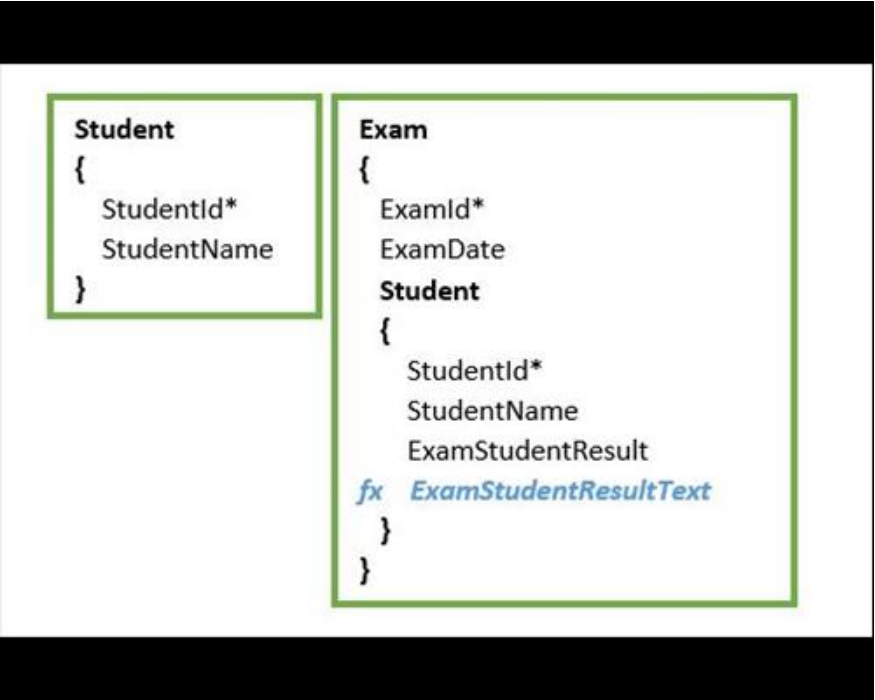 Student
{
StudentId*
StudentName
}
Exam
{
ExamId*
ExamDate
Student
{
StudentId*
StudentName
ExamStudentResult
fx ExamStudentResultText
}
}